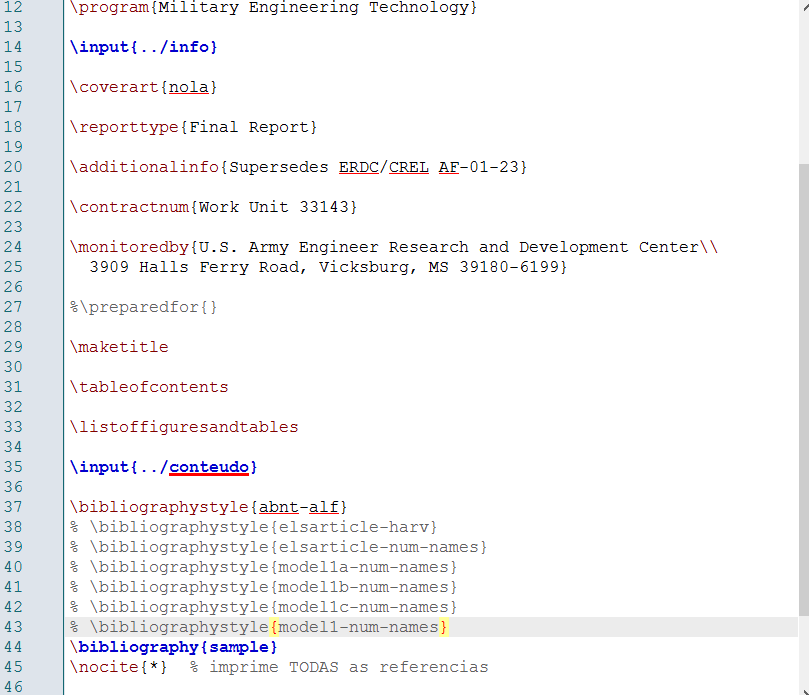 12 \program{Military Engineering Technology}
13
14 \input{../info}
15
16 \coverart{nola}
17
18 \reporttype{Final Report}
19
20 \additionalinfo{Supersedes ERDC/CREL AF-01-23}
21
22 \contractnum{Work Unit 33143}
23
24 \monitoredby{U.S. Army Engineer Research and Development Center\\
25   3909 Halls Ferry Road, Vicksburg, MS 39180-6199}
26
27 %\preparedfor{}
28
29 \maketitle
30
31 \tableofcontents
32
33 \listoffiguresandtables
34
35 \input{../conteudo}
36
37 \bibliographystyle{abnt-alf}
38 % \bibliographystyle{elsarticle-harv}
39 % \bibliographystyle{elsarticle-num-names}
40 % \bibliographystyle{model1a-num-names}
41 % \bibliographystyle{model1b-num-names}
42 % \bibliographystyle{model1c-num-names}
43 % \bibliographystyle{model1-num-names}
44 \bibliography{sample}
45 \nocite{*}  % imprime TODAS as referencias
46